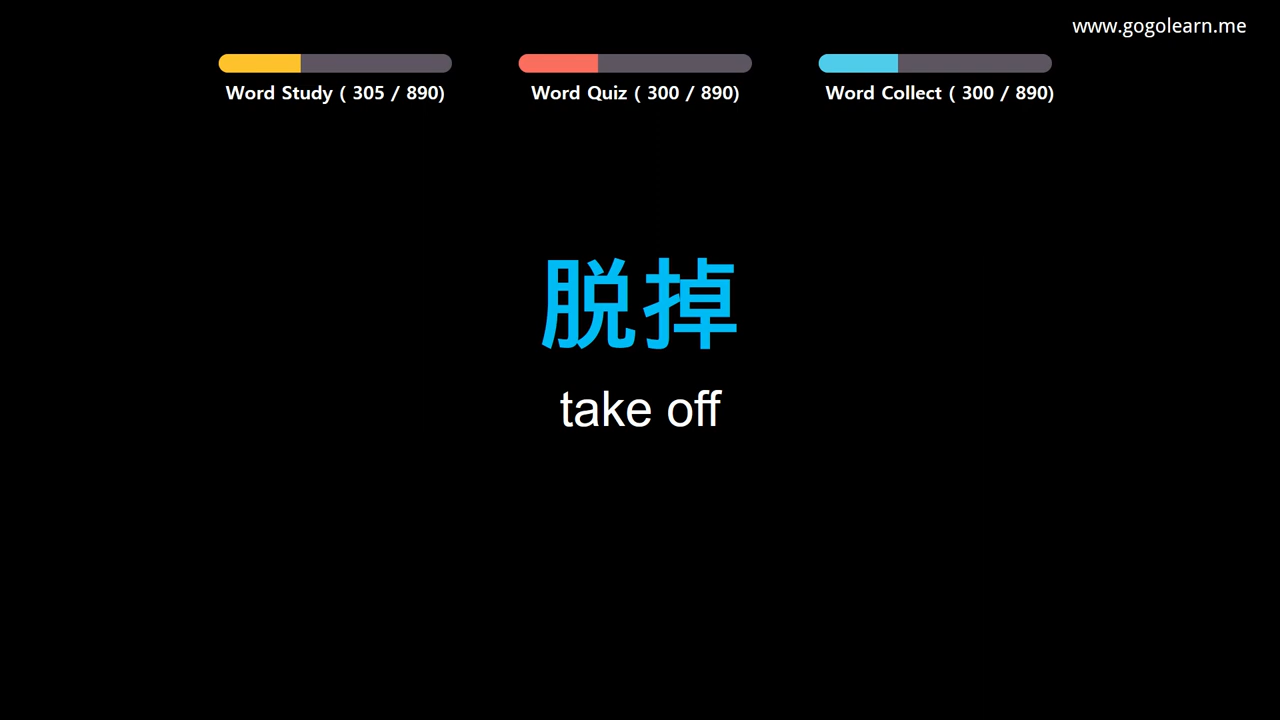 www.gogolearn.me
Word Study ( 305 / 890)
Word Quiz ( 300 / 890)
Word Collect ( 300 / 890)
脱掉
take off